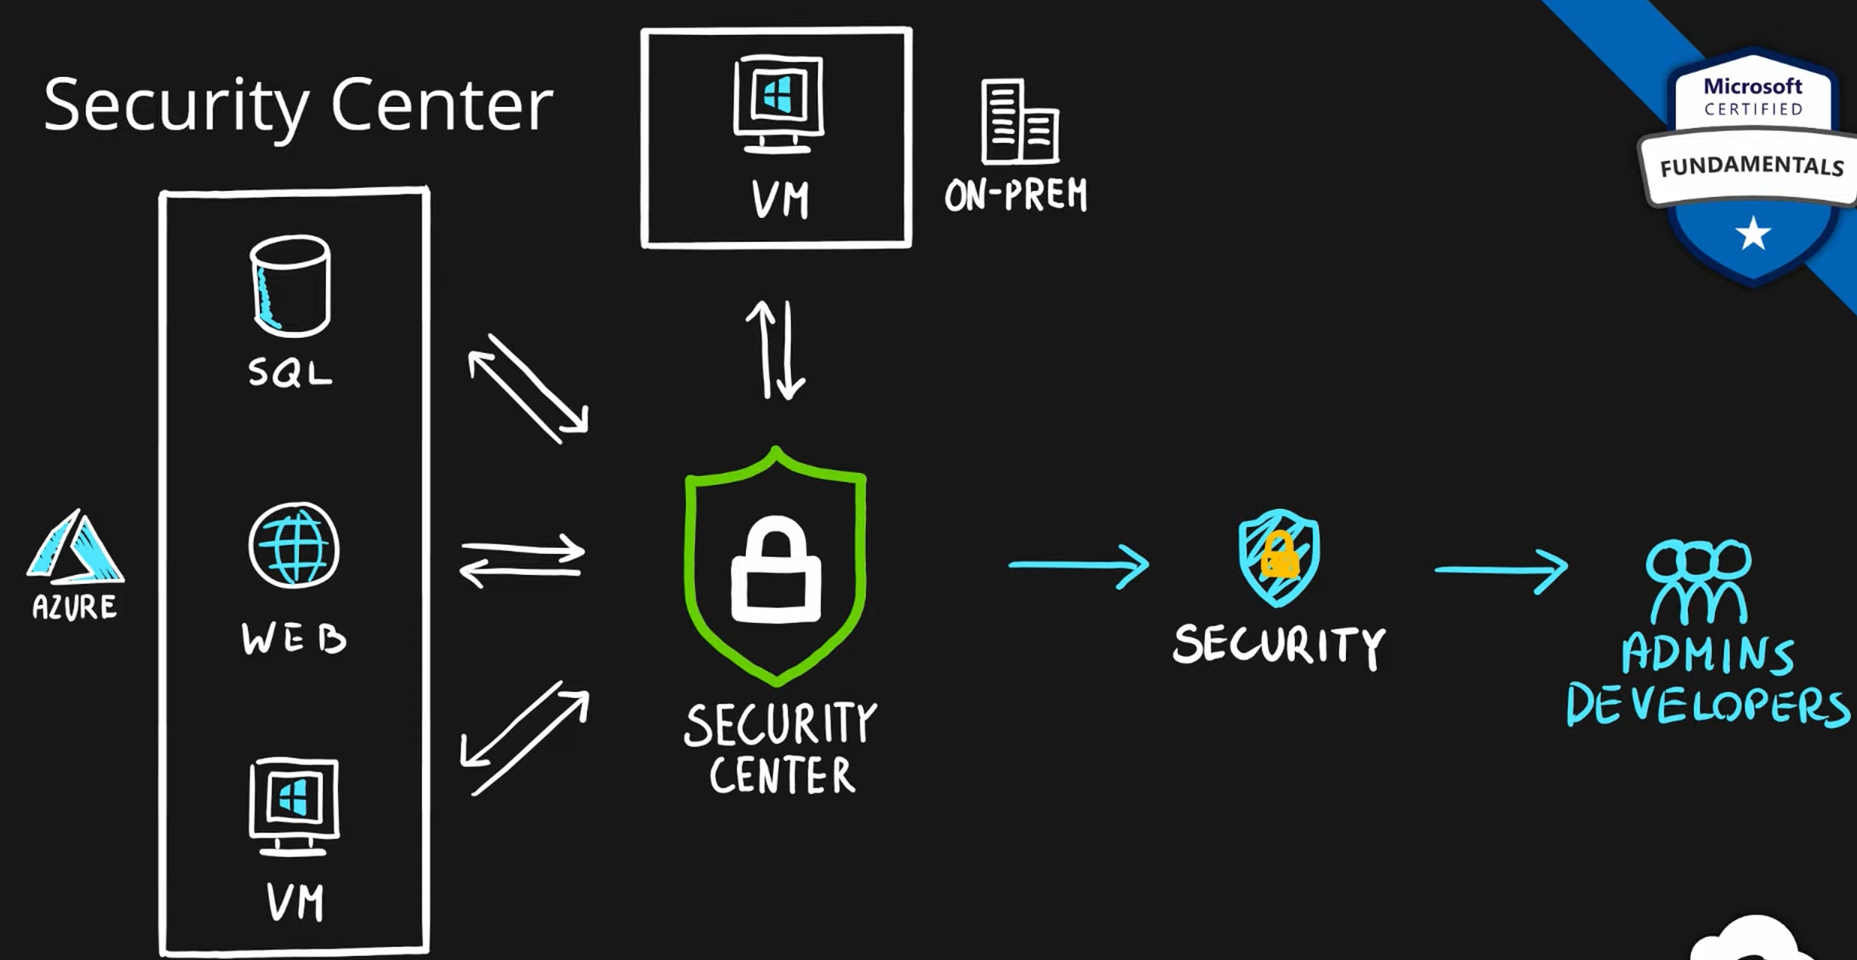 Security Center
VM
ON-PREM
Microsoft
CERTIFIED
FUNDAMENTALS
SQL
WEB
VM
AZURE
SECURITY
CENTER
SECURITY
ADMINS
DEVELOPERS